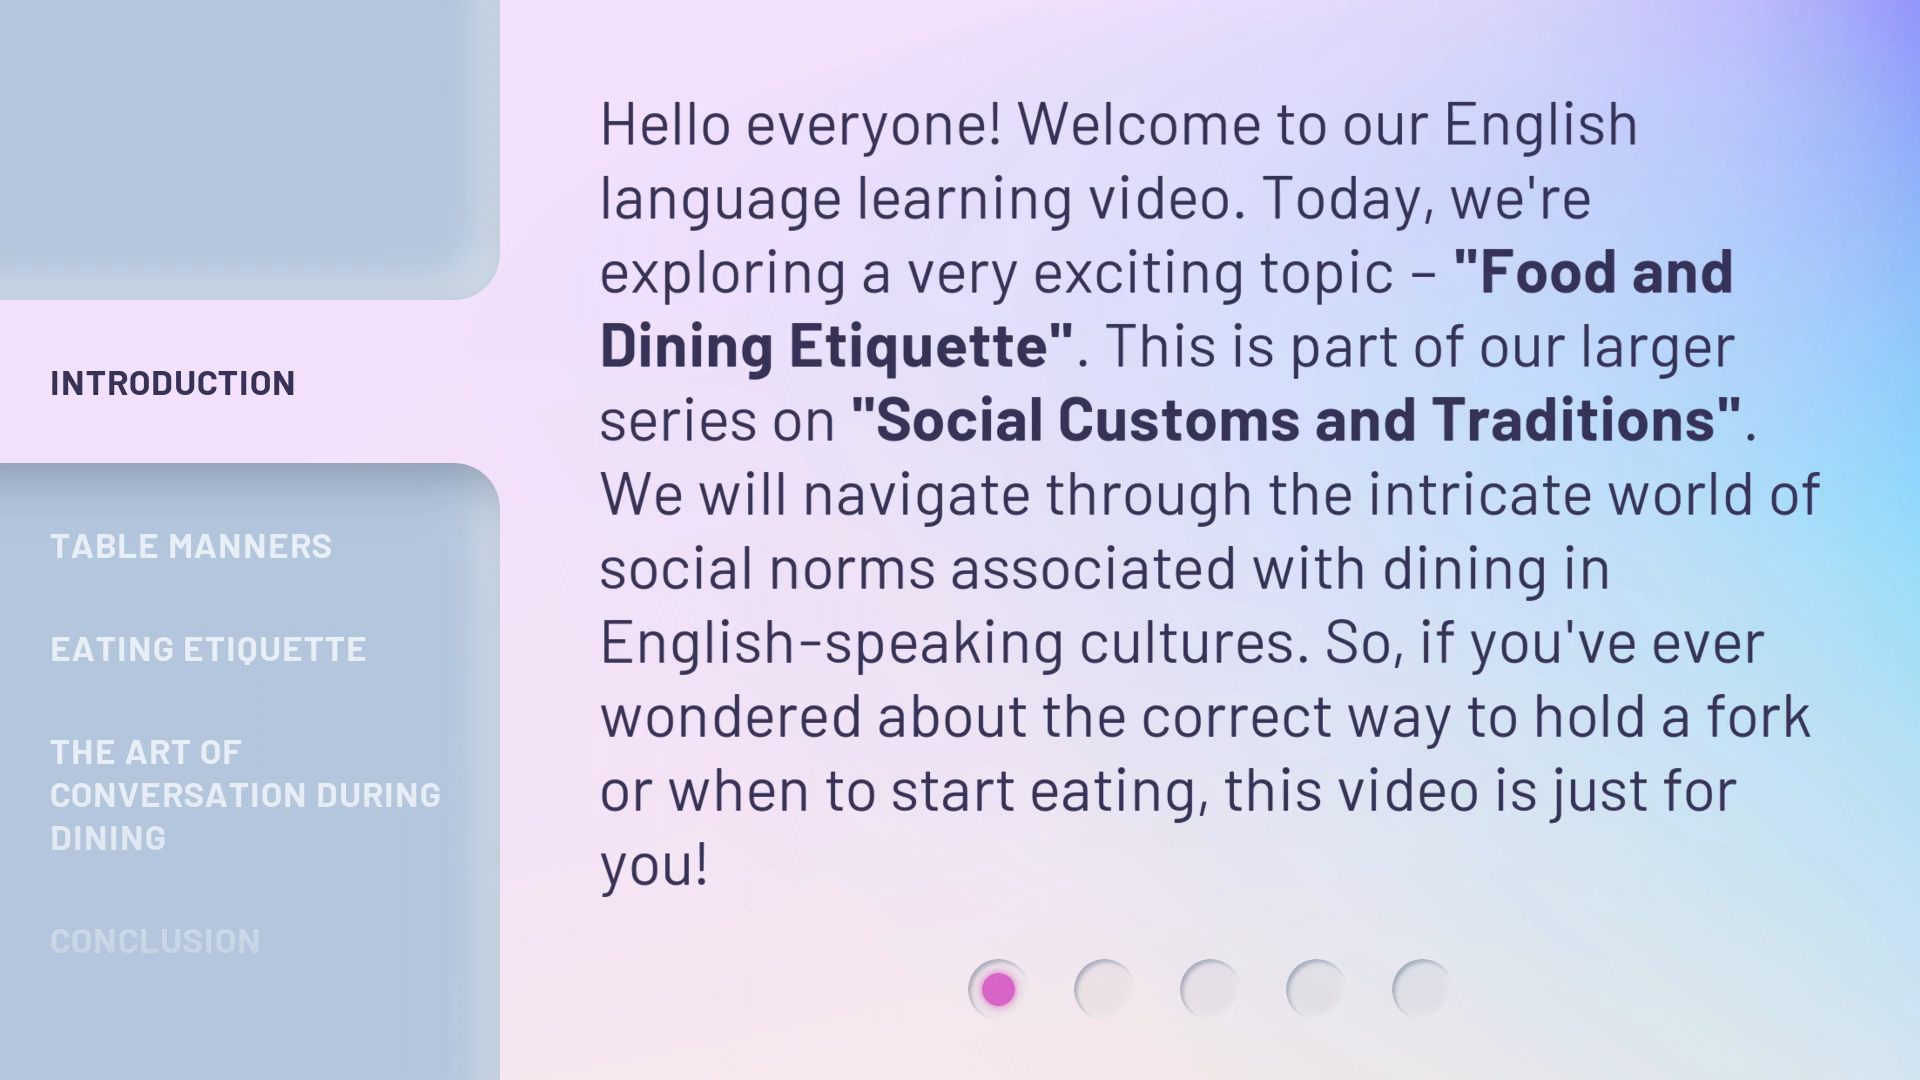 INTRODUCTION
TABLE MANNERS
EATING ETIQUETTE
THE ART OF
CONVERSATION DURING
DINING
CONCLUSION
Hello everyone! Welcome to our English
language learning video. Today, we're
exploring a very exciting topic – "Food and
Dining Etiquette". This is part of our larger
series on "Social Customs and Traditions".
We will navigate through the intricate world of
social norms associated with dining in
English-speaking cultures. So, if you've ever
wondered about the correct way to hold a fork
or when to start eating, this video is just for
you!